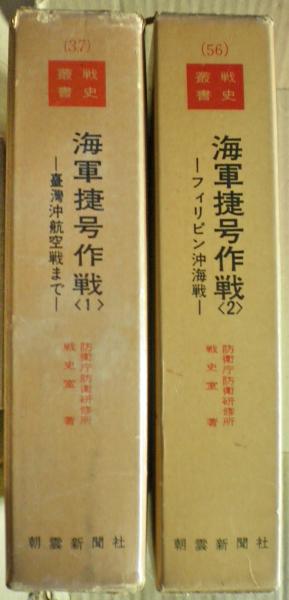 (37)
戦史
叢書
海軍捷号作戦〈1〉
―臺灣沖航空戦まで―
防衛庁防衛研修所
戦史室 著
朝雲新聞社
(56)
戦史
叢書
海軍捷号作戦〈2〉
―フィリピン沖海戦―
防衛庁防衛研修所
戦史室 著
朝雲新聞社